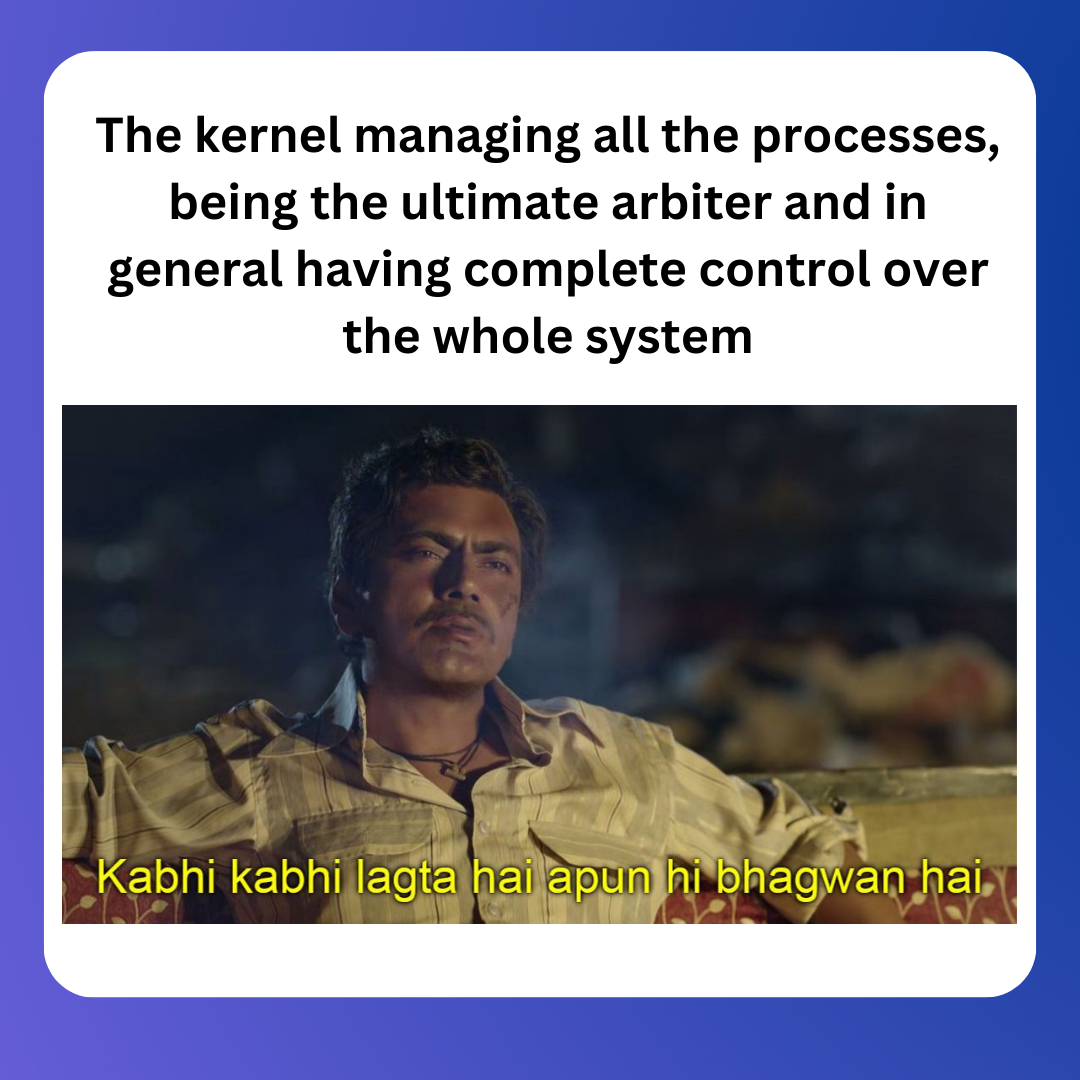 The kernel managing all the processes,
being the ultimate arbiter and in
general having complete control over
the whole system
Kabhi kabhi lagta hai apun hi bhagwan hai